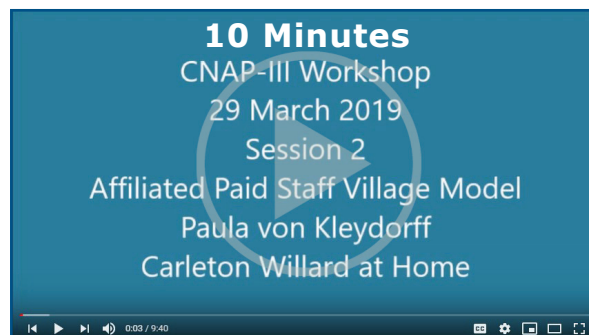 10 Minutes
CNAP-III Workshop
29 March 2019
Session 2
Affiliated Paid Staff Village Model
Paula von Kleydorff
Carleton Willard at Home
0:03 / 9:40
CC